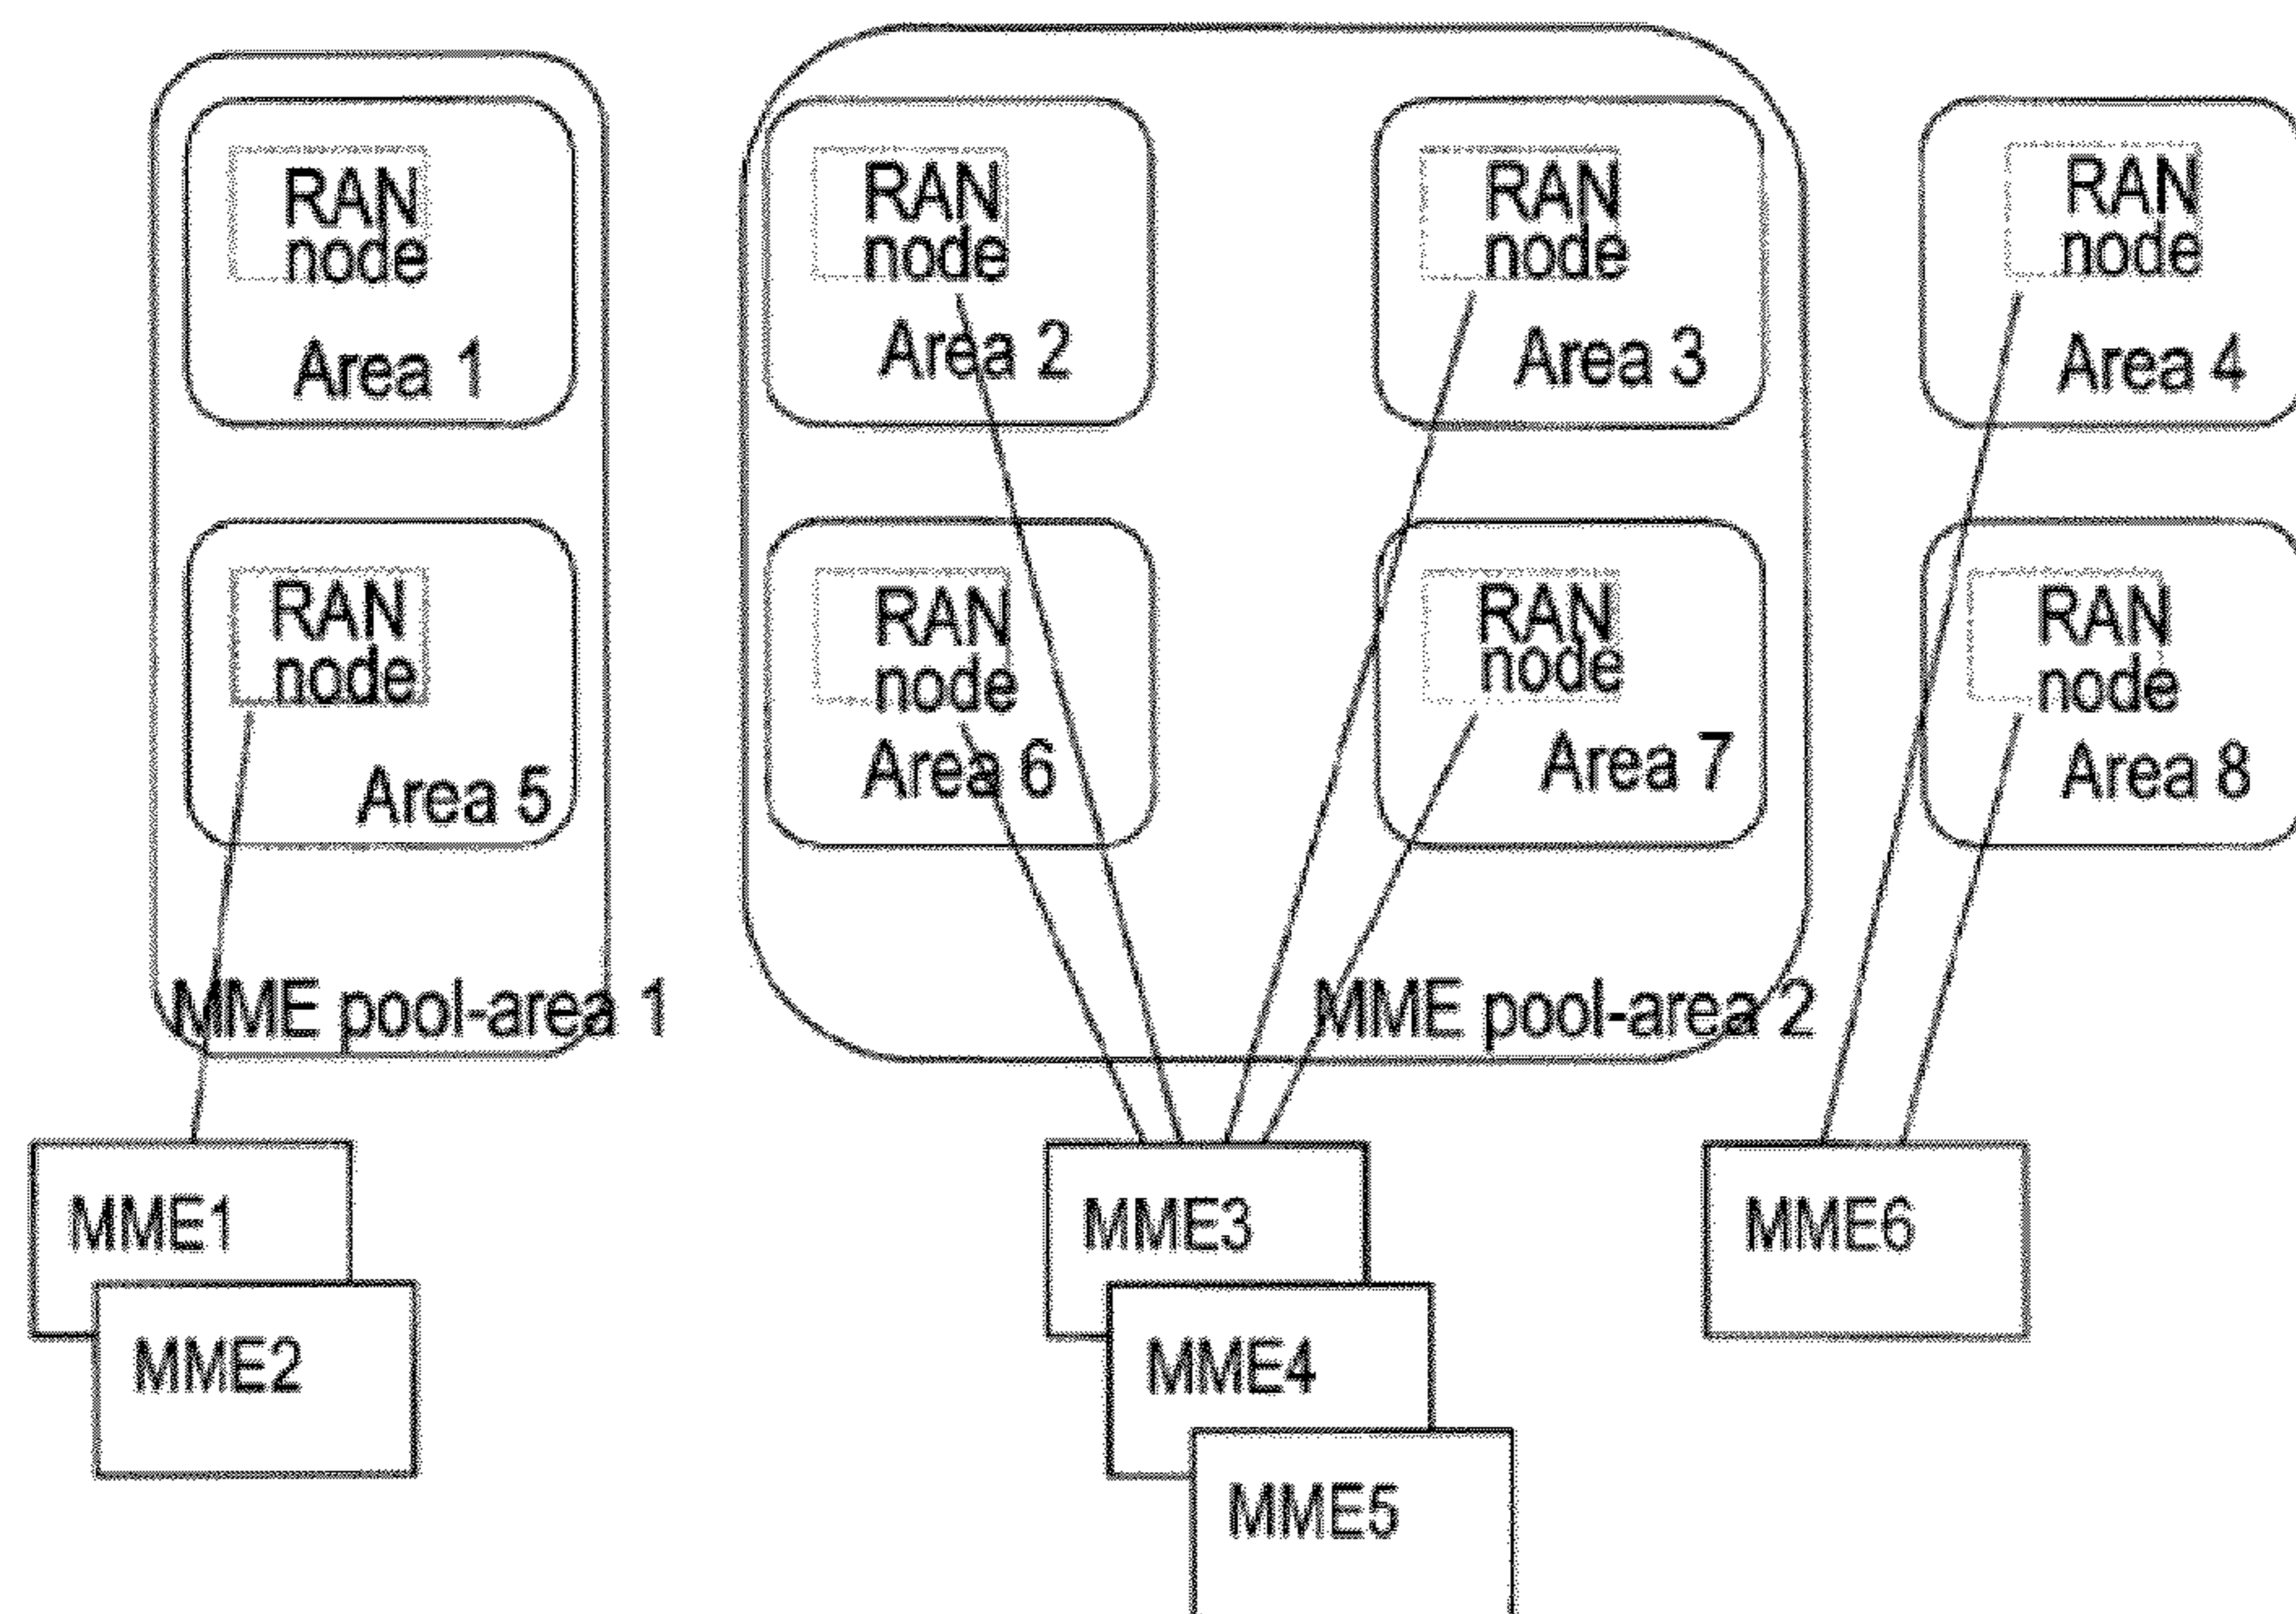 RAN
node
Area 1
RAN
node
Area 2
RAN
node
Area 3
RAN
node
Area 4
RAN
node
Area 5
RAN
node
Area 6
RAN
node
Area 7
RAN
node
Area 8
MME pool-area 1
MME pool-area 2
MME1
MME2
MME3
MME4
MME5
MME6